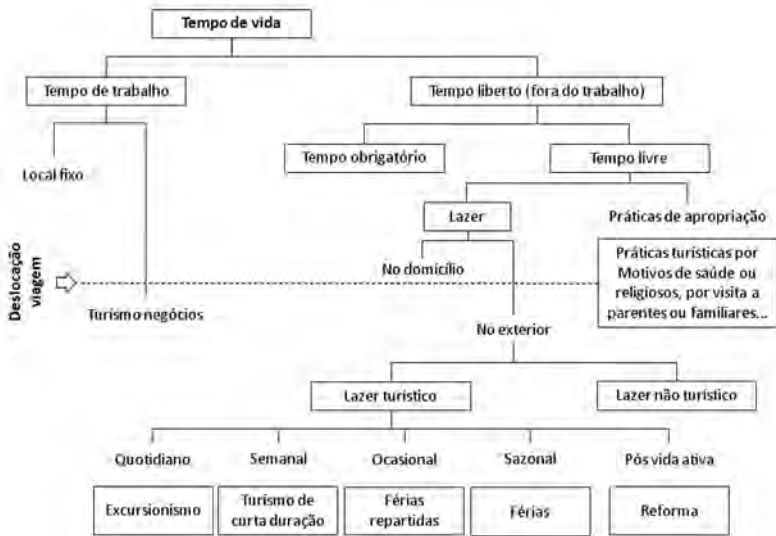 Tempo de vida
Tempo de trabalho
Tempo liberto (fora do trabalho)
Tempo obrigatório
Tempo livre
Local fixo
Lazer
Práticas de apropriação
No domicílio
Práticas turísticas por
Motivos de saúde ou
religiosos, por visita a
parentes ou familiares...
Deslocação
viagem
Turismo negócios
No exterior
Lazer turístico
Lazer não turístico
Quotidiano
Semanal
Ocasional
Sazonal
Pós vida ativa
Excursionismo
Turismo de
curta duração
Férias
repartidas
Férias
Reforma